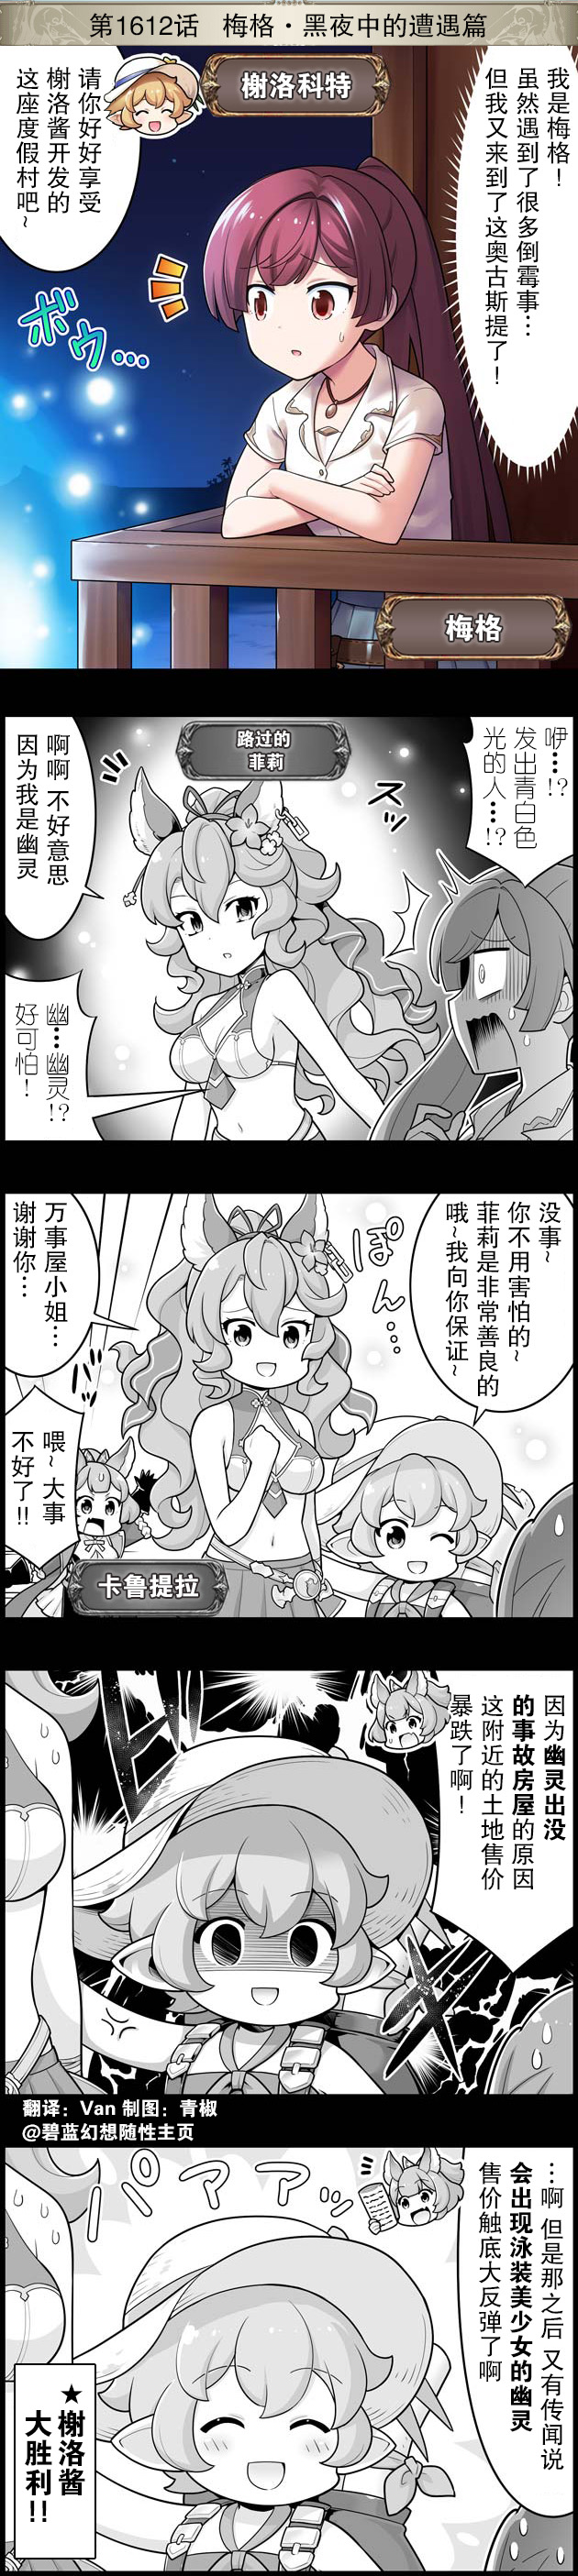 第1612话 梅格·黑夜中的遭遇篇
我是梅格！
虽然遇到了很多倒霉事…
但我又来到了这奥古斯提了！
榭洛科特
请你好好享受
榭洛酱开发的
这座度假村吧~
ボゥ…
梅格
咿…!?
发出青白色
光的人…!?
スッ
路过的
菲莉
啊啊 不好意思
因为我是幽灵
幽…幽灵!?
好可怕！
没事~
你不用害怕的~
菲莉是非常善良的
哦~我向你保证~
ぽん…
万事屋小姐…
谢谢你…
喂~大事
不好了!!
卡鲁提拉
因为幽灵出没
的事故房屋的原因
这附近的土地售价
暴跌了啊！
翻译：Van 制图：青椒
@碧蓝幻想随性主页
…啊 但是那之后 又有传闻说
会出现泳装美少女的幽灵
售价触底大反弹了啊
パアアッ
★榭洛酱
大胜利!!